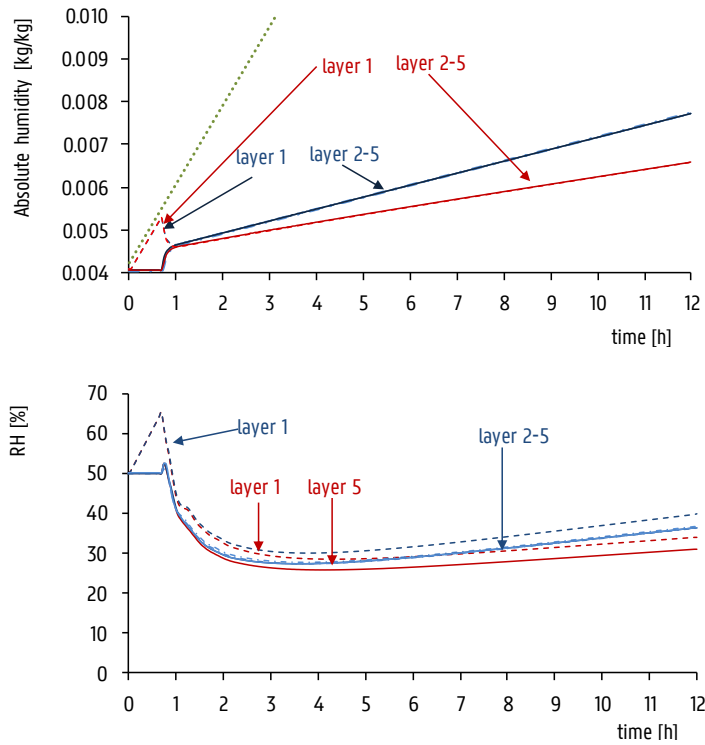 Absolute humidity [kg/kg]
0.010
0.009
0.008
0.007
0.006
0.005
0.004
layer 1
layer 2-5
layer 1
layer 2-5
0 1 2 3 4 5 6 7 8 9 10 11 12
time [h]
RH [%]
70
60
50
40
30
20
10
0
layer 1
layer 2-5
layer 1
layer 5
0 1 2 3 4 5 6 7 8 9 10 11 12
time [h]